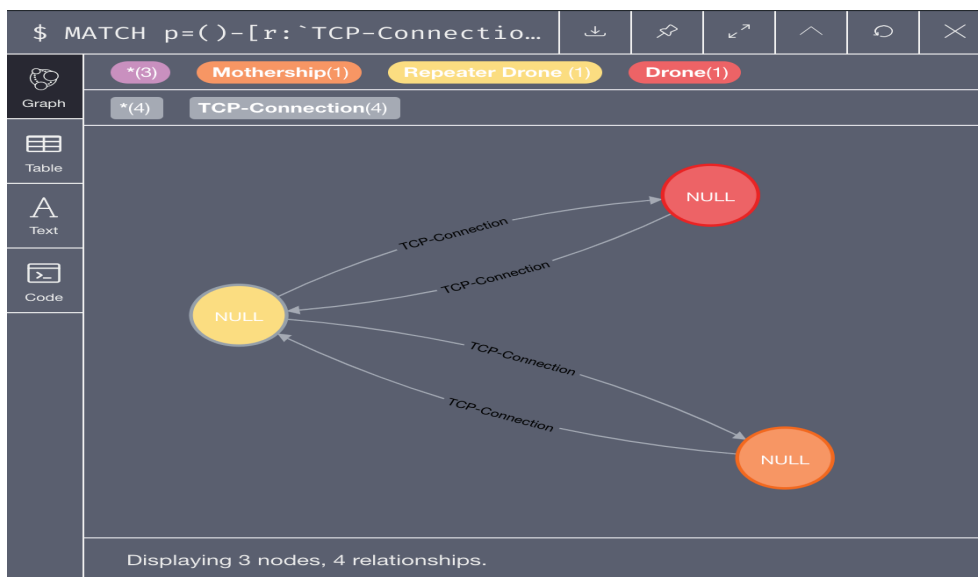 $ MATCH p=()-[r:`TCP-Connectio…
Graph
*(3) Mothership(1) Repeater Drone (1) Drone(1)
*(4) TCP-Connection(4)
Table
A
Text
>_
Code
NULL
TCP-Connection
TCP-Connection
NULL
TCP-Connection
TCP-Connection
NULL
Displaying 3 nodes, 4 relationships.